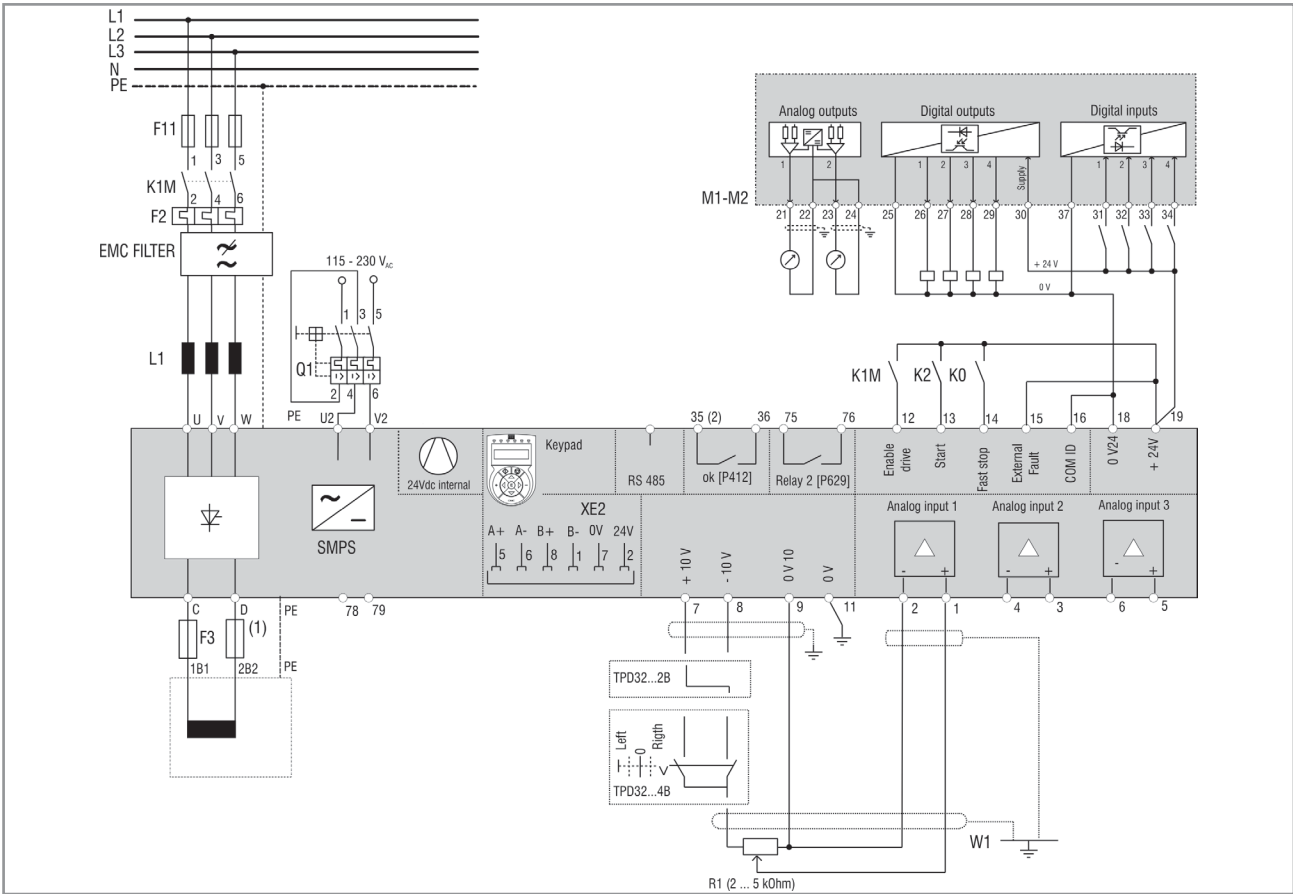 L1
L2
L3
N
PE
F11
1 3 5
K1M
2 4 6
F2
EMC FILTER
115 - 230 VAC
1 3 5
Q1
2 4 6
L1
PE
U V W
U2 V2
Analog outputs
Digital outputs
Digital inputs
1 2
1 2 3 4
Supply
1 2 3 4
M1-M2
21 22 23 24 25 26 27 28 29 30 37 31 32 33 34
+ 24 V
0 V
K1M K2 K0
35 (2) 36 75 76 12 13 14 15 16 18 19
24Vdc internal
Keypad
RS 485
ok [P412]
Relay 2 [P629]
Enable drive
Start
Fast stop
External Fault
COM ID
0 V24
+ 24V
SMPS
XE2
A+ A- B+ B- 0V 24V
5 6 8 1 7 2
+ 10 V
- 10 V
0 V 10
0 V
Analog input 1
Analog input 2
Analog input 3
- + - + - +
C D PE
78 79
7 8 9 11 2 1 4 3 6 5
F3
(1)
1B1 2B2 PE
TPD32...2B
Left
0
Rigth
TPD32...4B
W1
R1 (2 ... 5 kOhm)